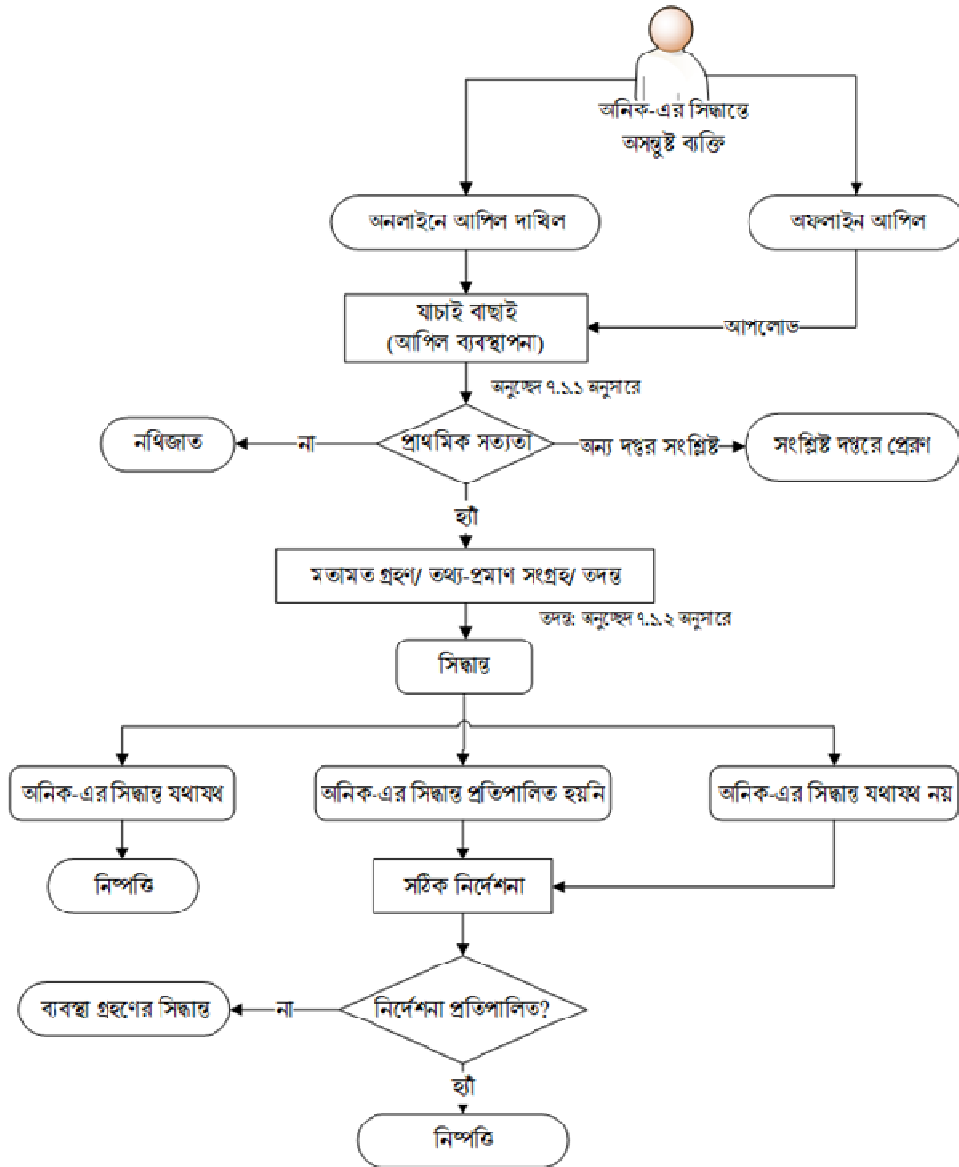 অনিক-এর সিদ্ধান্তে
অসন্তুষ্ট ব্যক্তি
অনলাইনে আপিল দাখিল
অফলাইন আপিল
যাচাই বাছাই
(আপিল ব্যবস্থাপনা)
আপলোড
অনুচ্ছেদ ৭.১.১ অনুসারে
নথিজাত
না
প্রাথমিক সত্যতা
অন্য দপ্তর সংশ্লিষ্ট
সংশ্লিষ্ট দপ্তরে প্রেরণ
হ্যাঁ
মতামত গ্রহণ/ তথ্য-প্রমাণ সংগ্রহ/ তদন্ত
তদন্ত: অনুচ্ছেদ ৭.১.২ অনুসারে
সিদ্ধান্ত
অনিক-এর সিদ্ধান্ত যথাযথ
অনিক-এর সিদ্ধান্ত প্রতিপালিত হয়নি
অনিক-এর সিদ্ধান্ত যথাযথ নয়
নিষ্পত্তি
সঠিক নির্দেশনা
ব্যবস্থা গ্রহণের সিদ্ধান্ত
না
নির্দেশনা প্রতিপালিত?
হ্যাঁ
নিষ্পত্তি